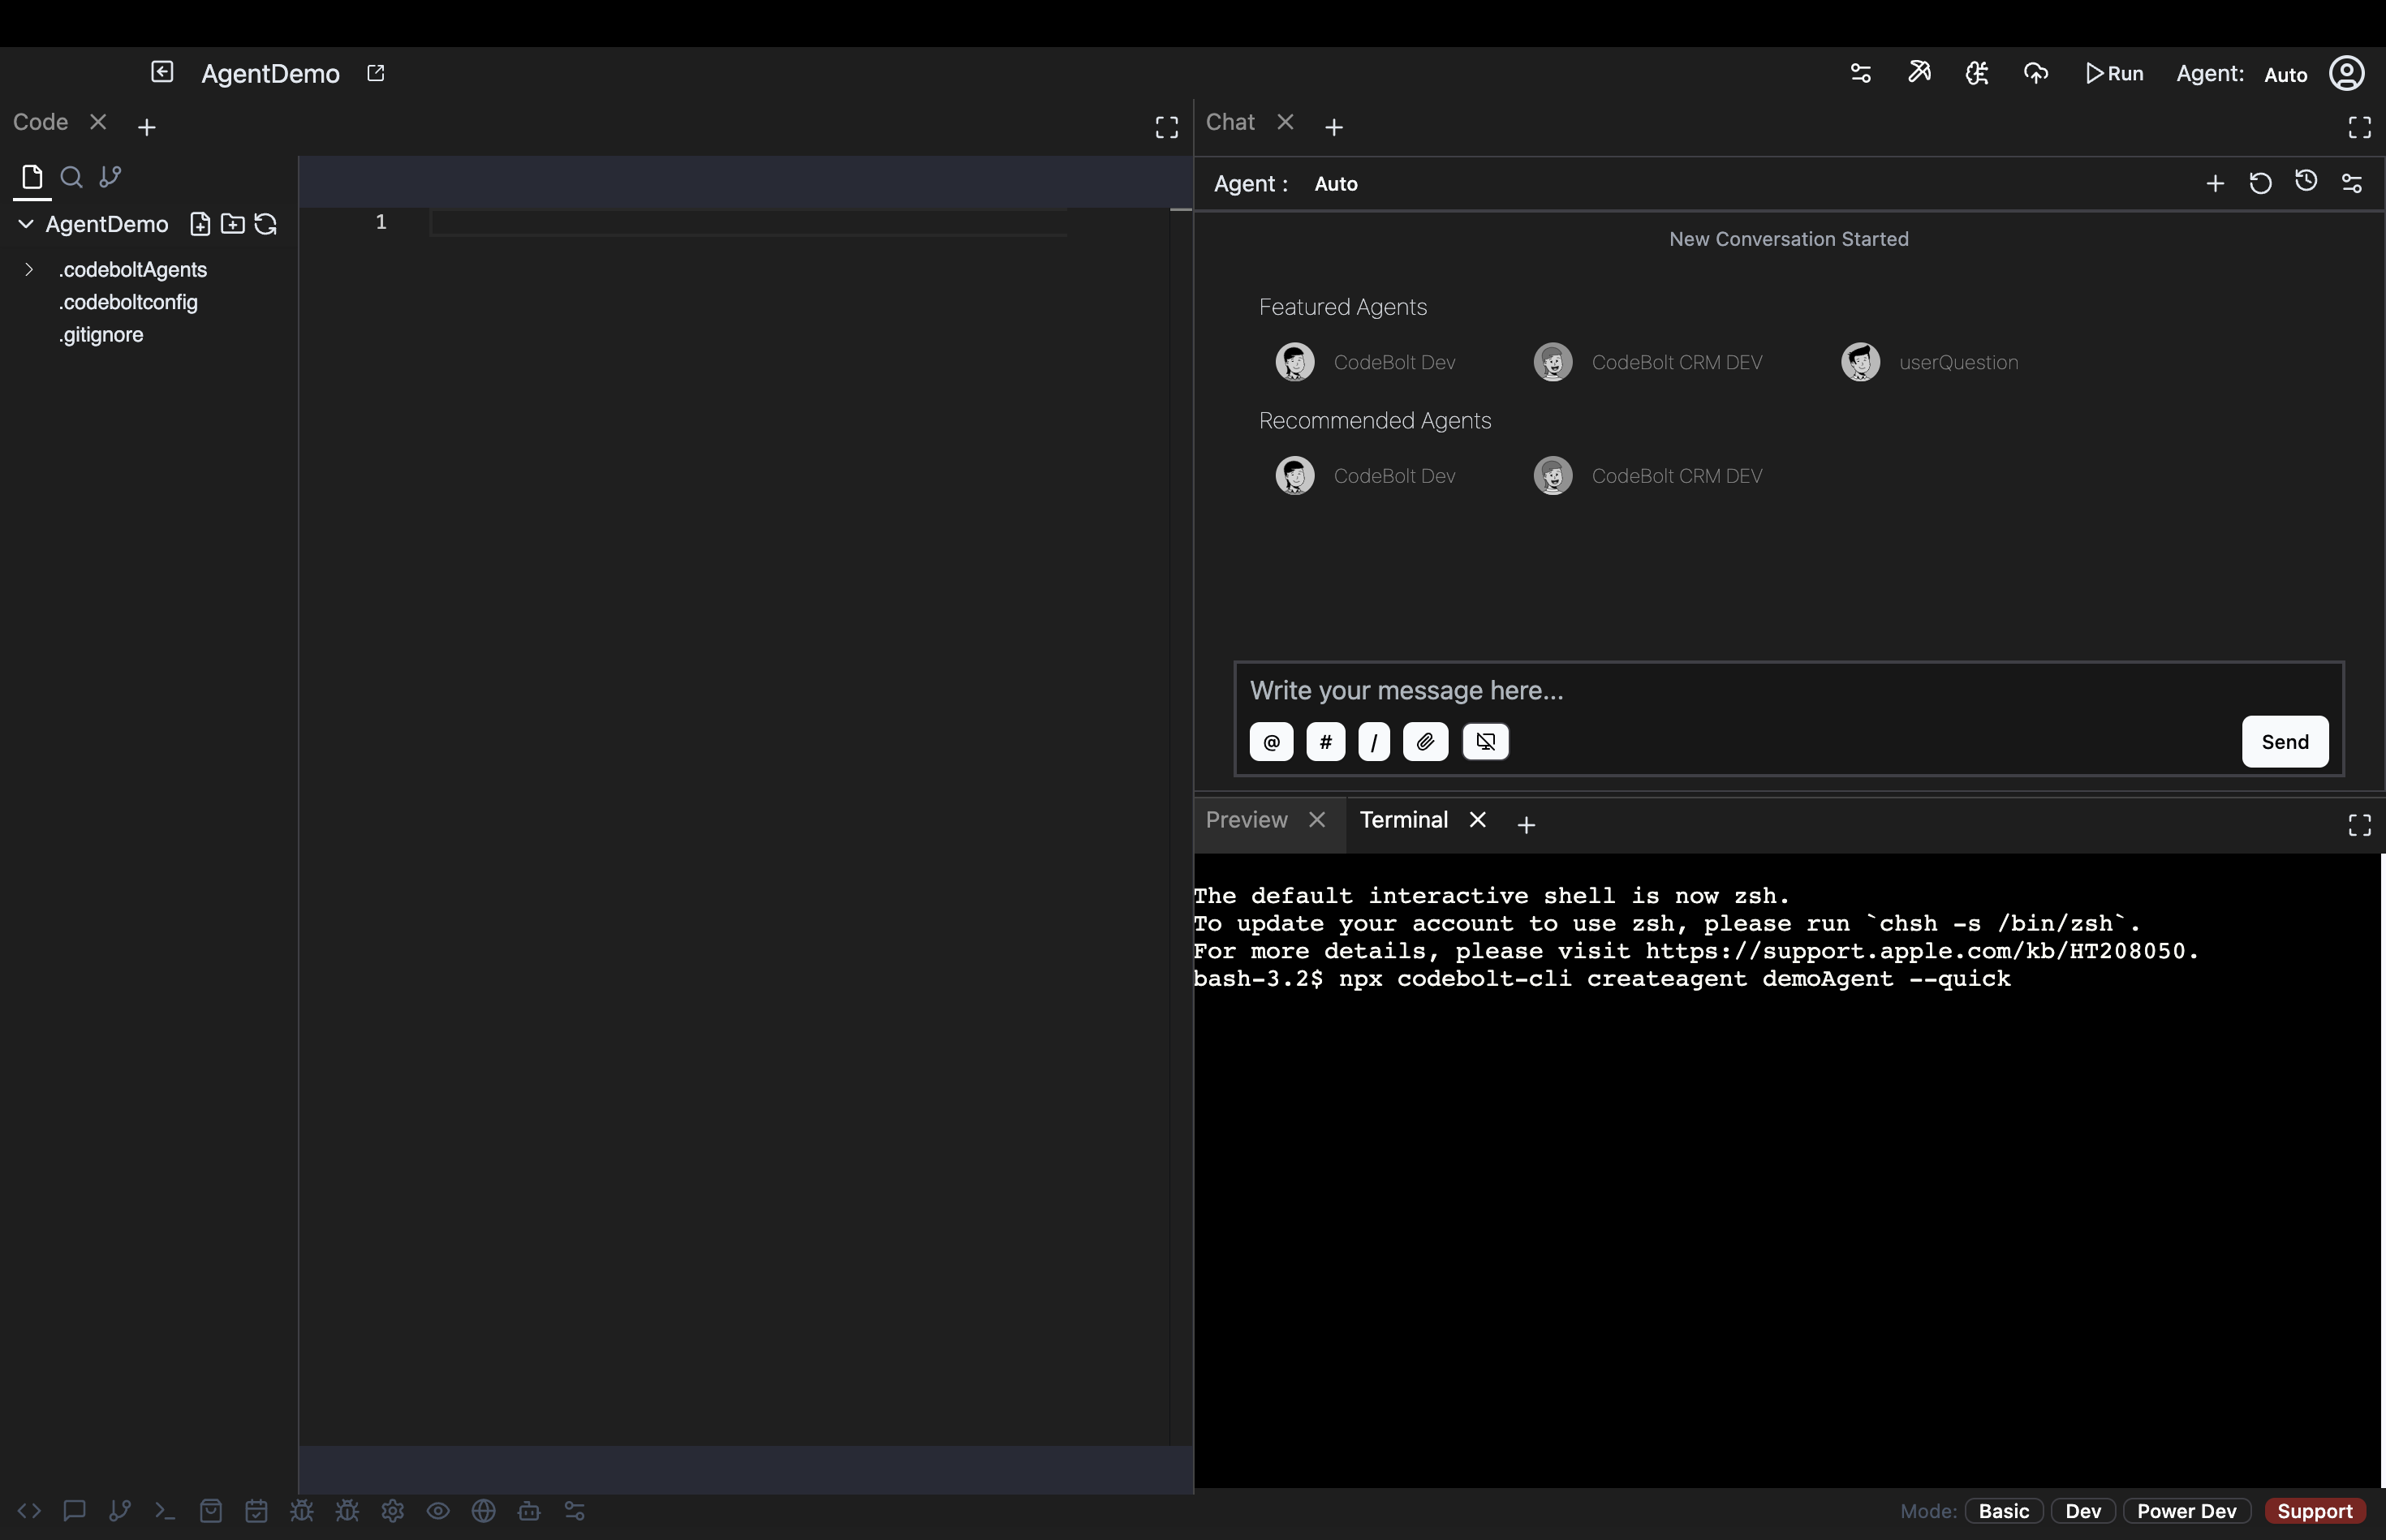 AgentDemo
Run
Agent: Auto
Code
Chat
AgentDemo
.codeboltAgents
.codeboltconfig
.gitignore
1
Agent : Auto
New Conversation Started
Featured Agents
CodeBolt Dev
CodeBolt CRM DEV
userQuestion
Recommended Agents
CodeBolt Dev
CodeBolt CRM DEV
Write your message here...
@ # /
Send
Preview
Terminal
The default interactive shell is now zsh.
To update your account to use zsh, please run `chsh -s /bin/zsh`.
For more details, please visit https://support.apple.com/kb/HT208050.
bash-3.2$ npx codebolt-cli createagent demoAgent --quick
Mode: Basic Dev Power Dev Support